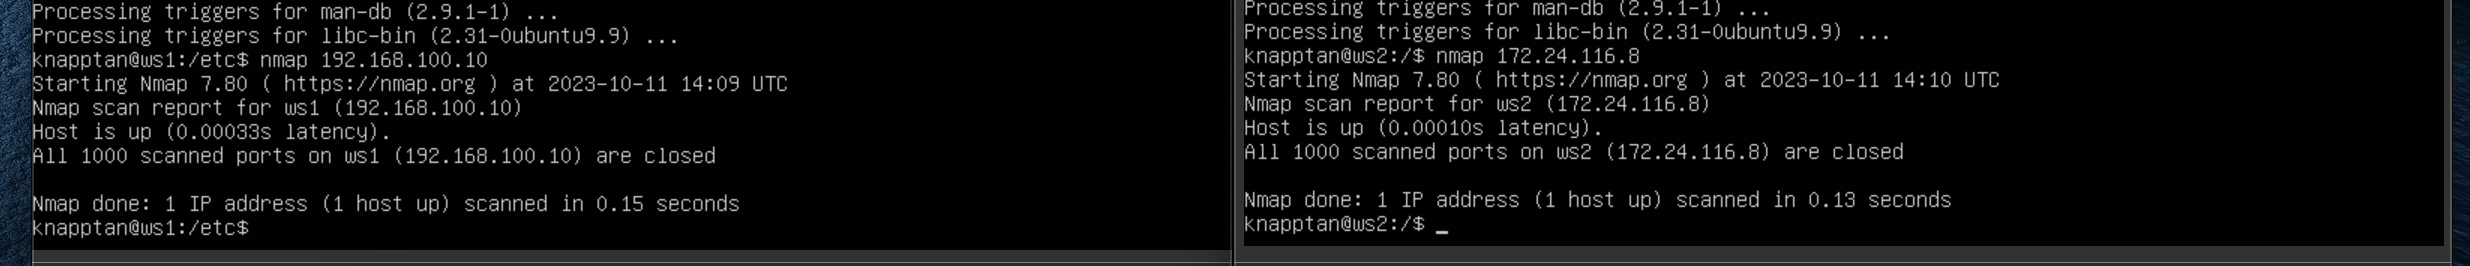 Processing triggers for man-db (2.9.1-1) ...
Processing triggers for libc-bin (2.31-0ubuntu9.9) ...
knapptan@ws1:/etc$ nmap 192.168.100.10
Starting Nmap 7.80 ( https://nmap.org ) at 2023-10-11 14:09 UTC
Nmap scan report for ws1 (192.168.100.10)
Host is up (0.00033s latency).
All 1000 scanned ports on ws1 (192.168.100.10) are closed
Nmap done: 1 IP address (1 host up) scanned in 0.15 seconds
knapptan@ws1:/etc$
Processing triggers for man-db (2.9.1-1) ...
Processing triggers for libc-bin (2.31-0ubuntu9.9) ...
knapptan@ws2:/$ nmap 172.24.116.8
Starting Nmap 7.80 ( https://nmap.org ) at 2023-10-11 14:10 UTC
Nmap scan report for ws2 (172.24.116.8)
Host is up (0.00010s latency).
All 1000 scanned ports on ws2 (172.24.116.8) are closed
Nmap done: 1 IP address (1 host up) scanned in 0.13 seconds
knapptan@ws2:/$ _